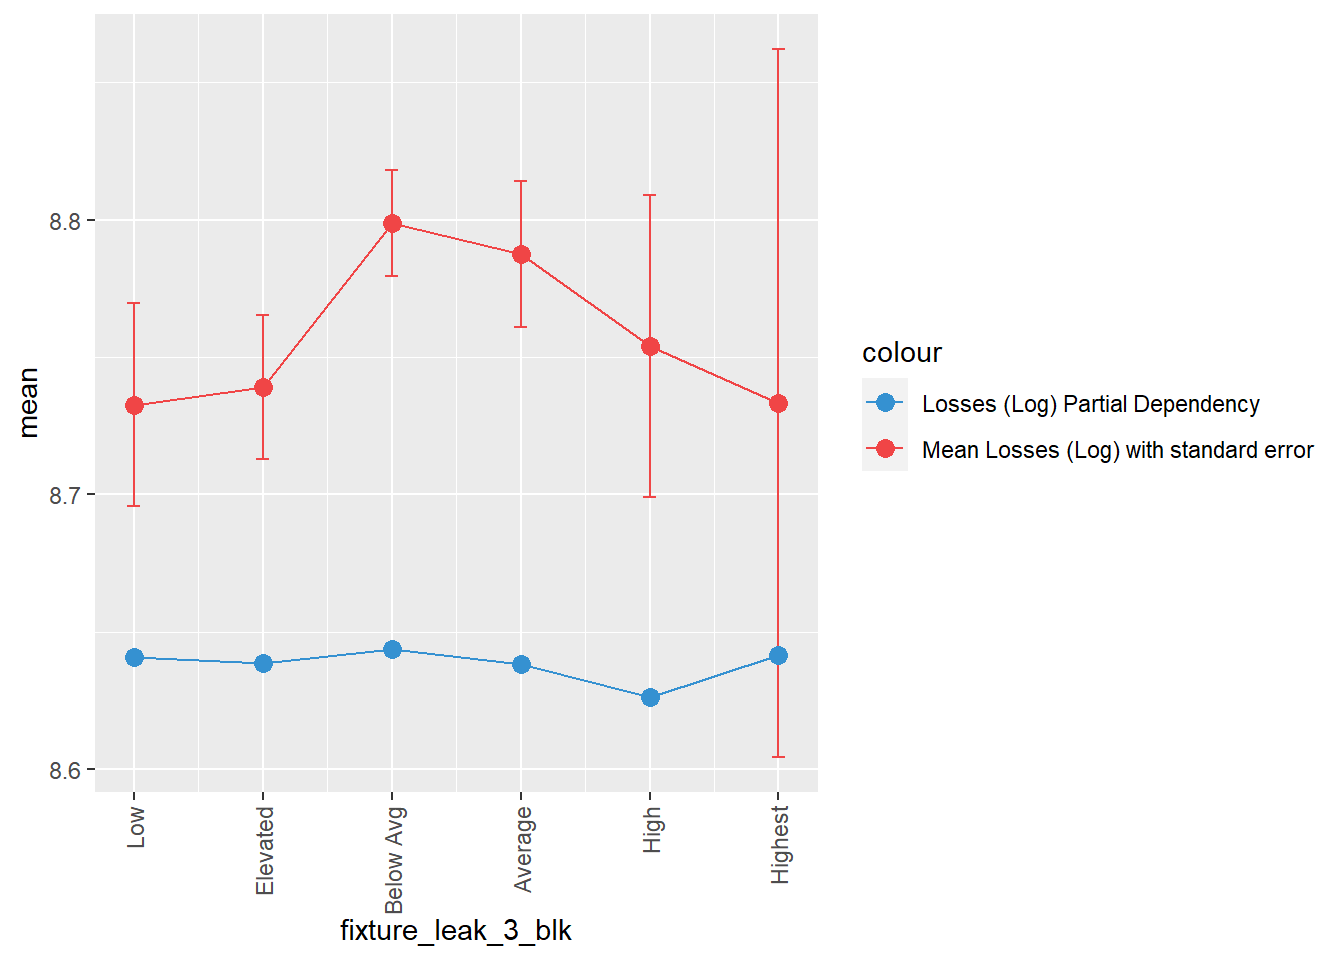 mean
8.8
8.7
8.6
Low
Elevated
Below Avg
Average
High
Highest
fixture_leak_3_blk
colour
Losses (Log) Partial Dependency
Mean Losses (Log) with standard error